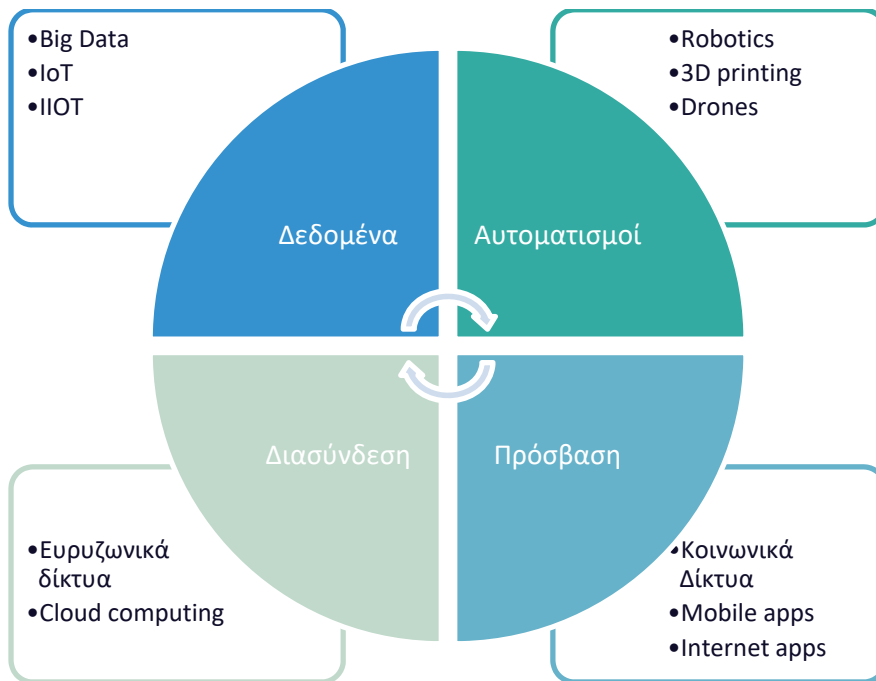 •Big Data
•IoT
•IIOT
•Robotics
•3D printing
•Drones
Δεδομένα
Αυτοματισμοί
Διασύνδεση
Πρόσβαση
•Ευρυζωνικά
δίκτυα
•Cloud computing
•Κοινωνικά
Δίκτυα
•Mobile apps
•Internet apps